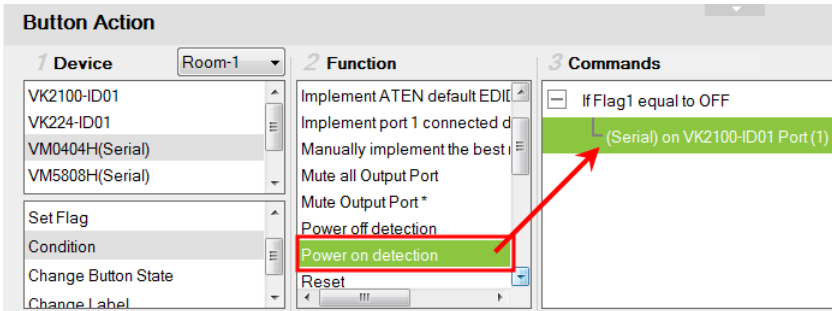 Button Action
1 Device
Room-1
2 Function
3 Commands
VK2100-ID01
VK224-ID01
VM0404H(Serial)
VM5808H(Serial)
Set Flag
Condition
Change Button State
Change Label
Implement ATEN default EDID
Implement port 1 connected d
Manually implement the best
Mute all Output Port
Mute Output Port *
Power off detection
Power on detection
Reset
If Flag1 equal to OFF
(Serial) on VK2100-ID01 Port (1)